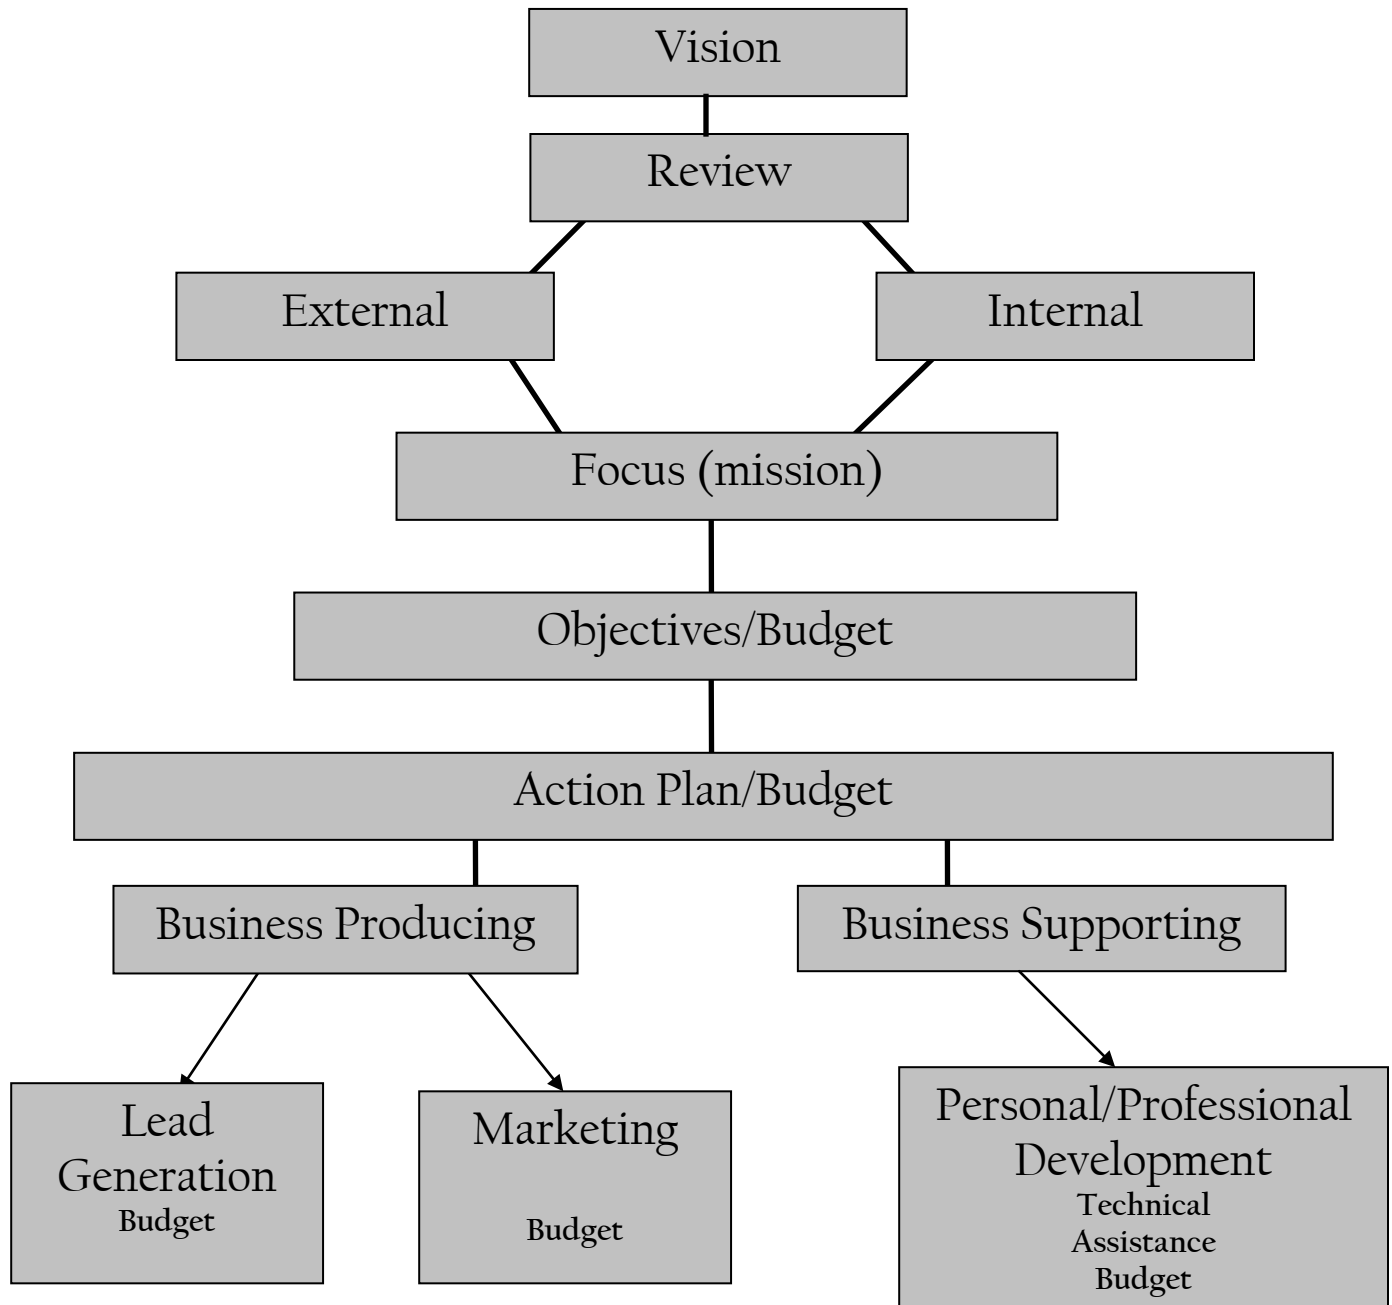 Vision
Review
External
Internal
Focus (mission)
Objectives/Budget
Action Plan/Budget
Business Producing
Business Supporting
Lead
Generation
Budget
Marketing
Budget
Personal/Professional
Development
Technical
Assistance
Budget